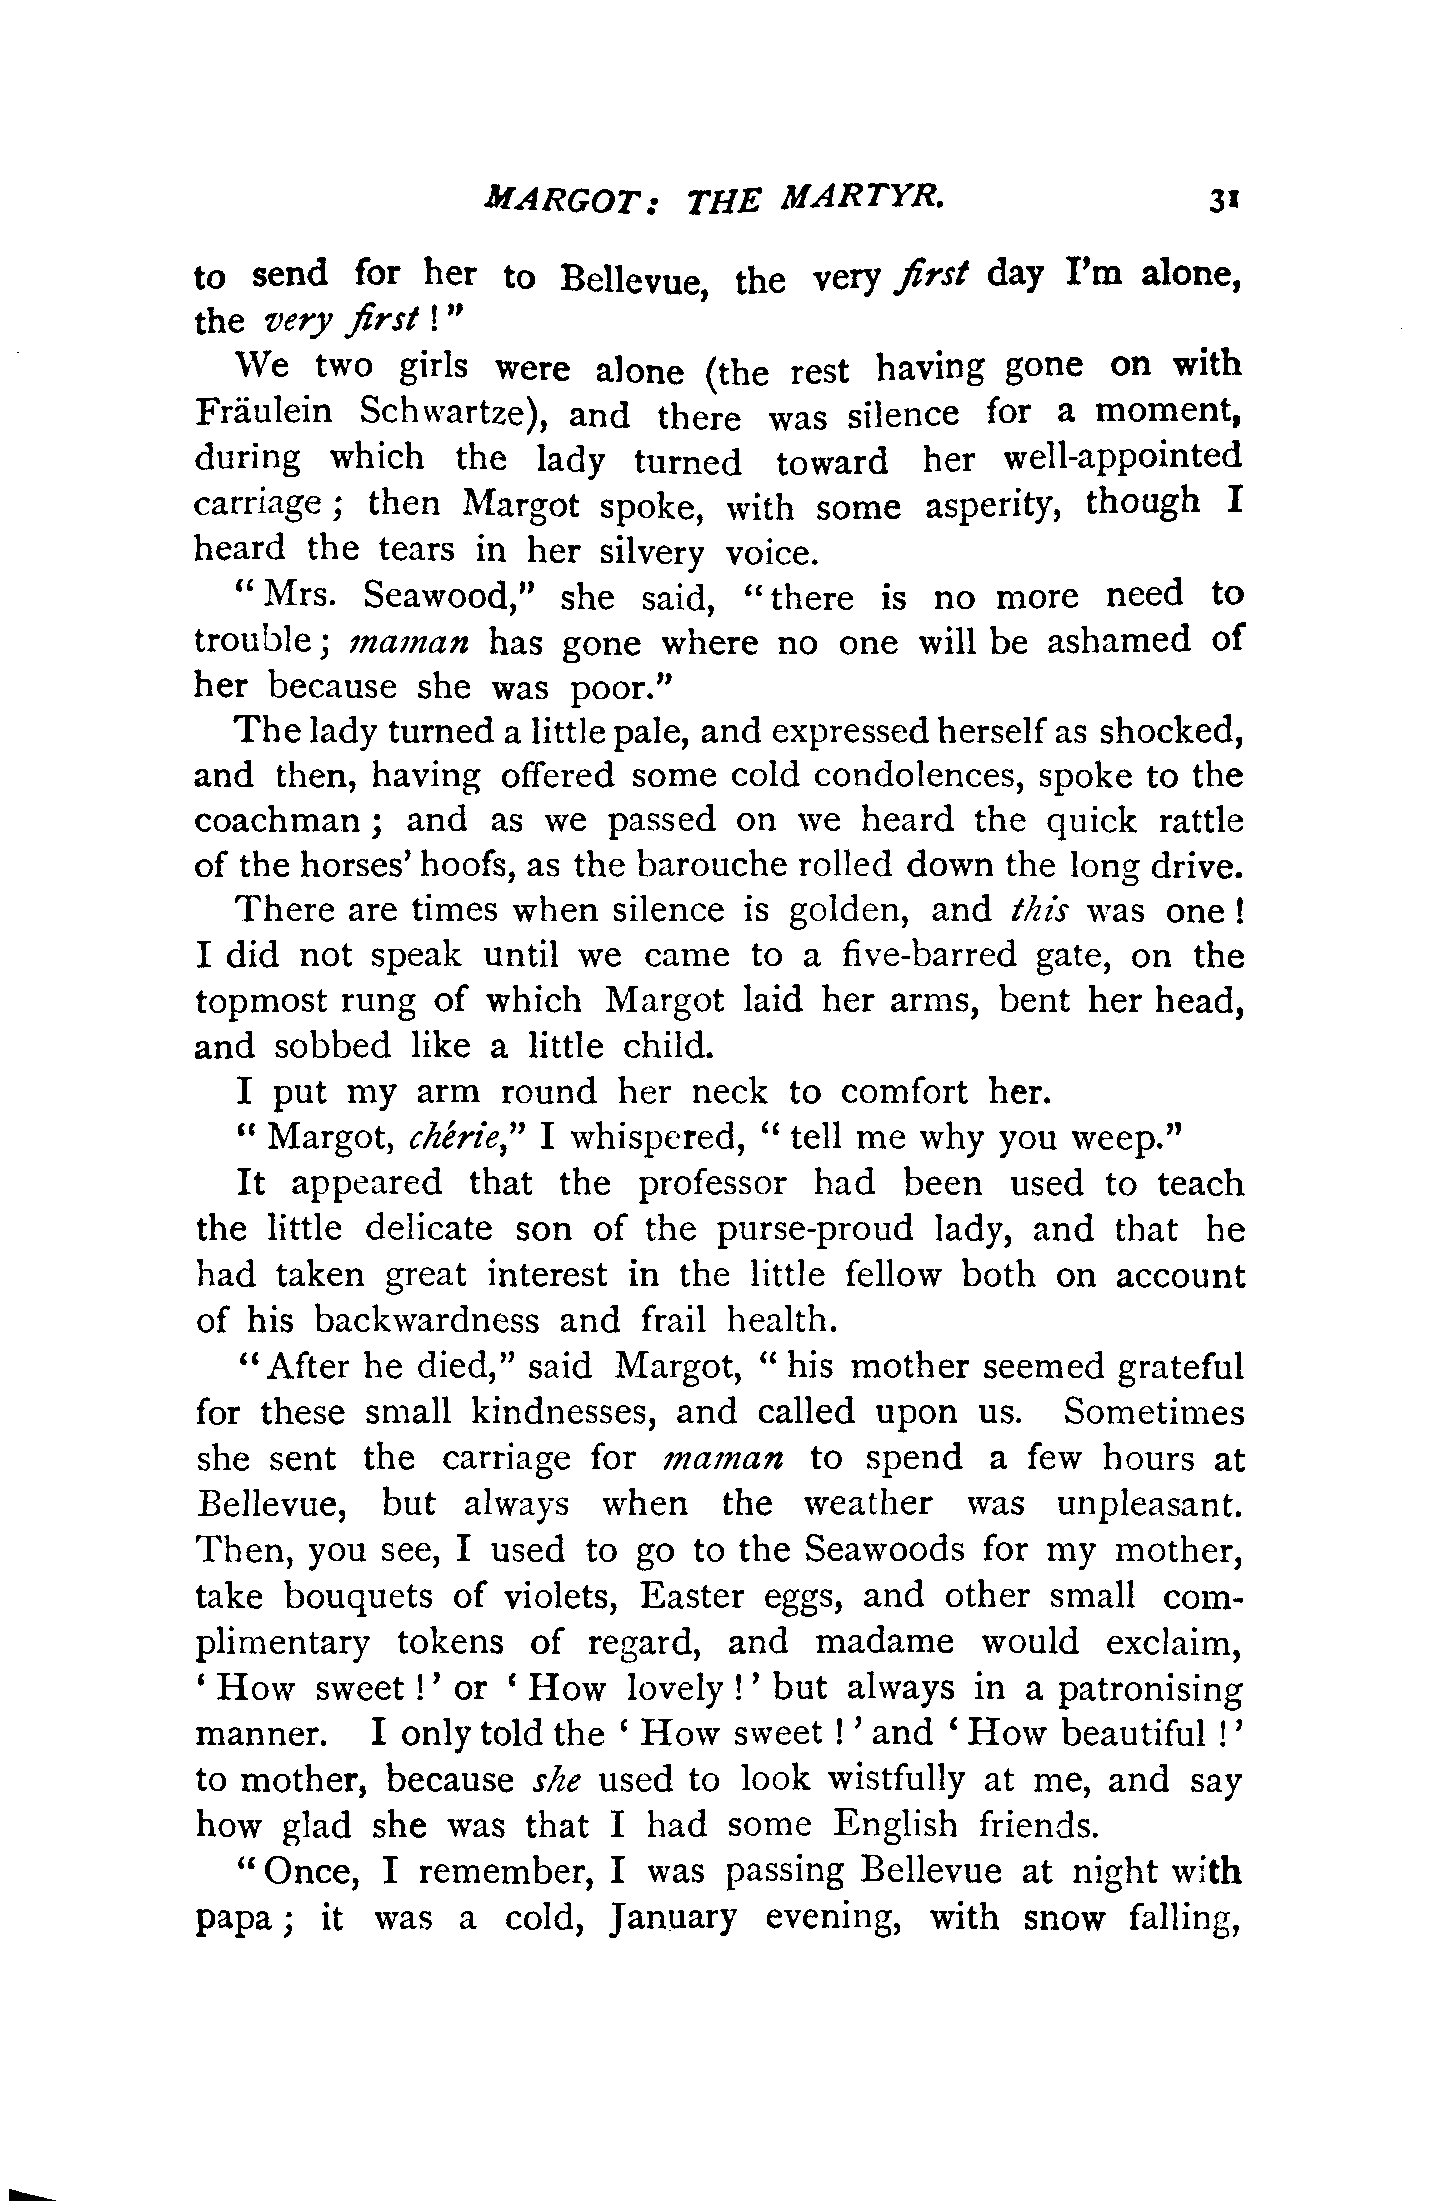 MARGOT: THE MARTYR. 31
to send for her to Bellevue, the very first day I'm alone,
the very first ! "
We two girls were alone (the rest having gone on with
Fräulein Schwartze), and there was silence for a moment,
during which the lady turned toward her well-appointed
carriage ; then Margot spoke, with some asperity, though I
heard the tears in her silvery voice.
" Mrs. Seawood," she said, " there is no more need to
trouble ; maman has gone where no one will be ashamed of
her because she was poor."
The lady turned a little pale, and expressed herself as shocked,
and then, having offered some cold condolences, spoke to the
coachman ; and as we passed on we heard the quick rattle
of the horses' hoofs, as the barouche rolled down the long drive.
There are times when silence is golden, and this was one !
I did not speak until we came to a five-barred gate, on the
topmost rung of which Margot laid her arms, bent her head,
and sobbed like a little child.
I put my arm round her neck to comfort her.
" Margot, chérie," I whispered, " tell me why you weep."
It appeared that the professor had been used to teach
the little delicate son of the purse-proud lady, and that he
had taken great interest in the little fellow both on account
of his backwardness and frail health.
" After he died," said Margot, " his mother seemed grateful
for these small kindnesses, and called upon us. Sometimes
she sent the carriage for maman to spend a few hours at
Bellevue, but always when the weather was unpleasant.
Then, you see, I used to go to the Seawoods for my mother,
take bouquets of violets, Easter eggs, and other small com-
plimentary tokens of regard, and madame would exclaim,
' How sweet ! ' or ' How lovely ! ' but always in a patronising
manner. I only told the ' How sweet ! ' and ' How beautiful ! '
to mother, because she used to look wistfully at me, and say
how glad she was that I had some English friends.
" Once, I remember, I was passing Bellevue at night with
papa ; it was a cold, January evening, with snow falling,